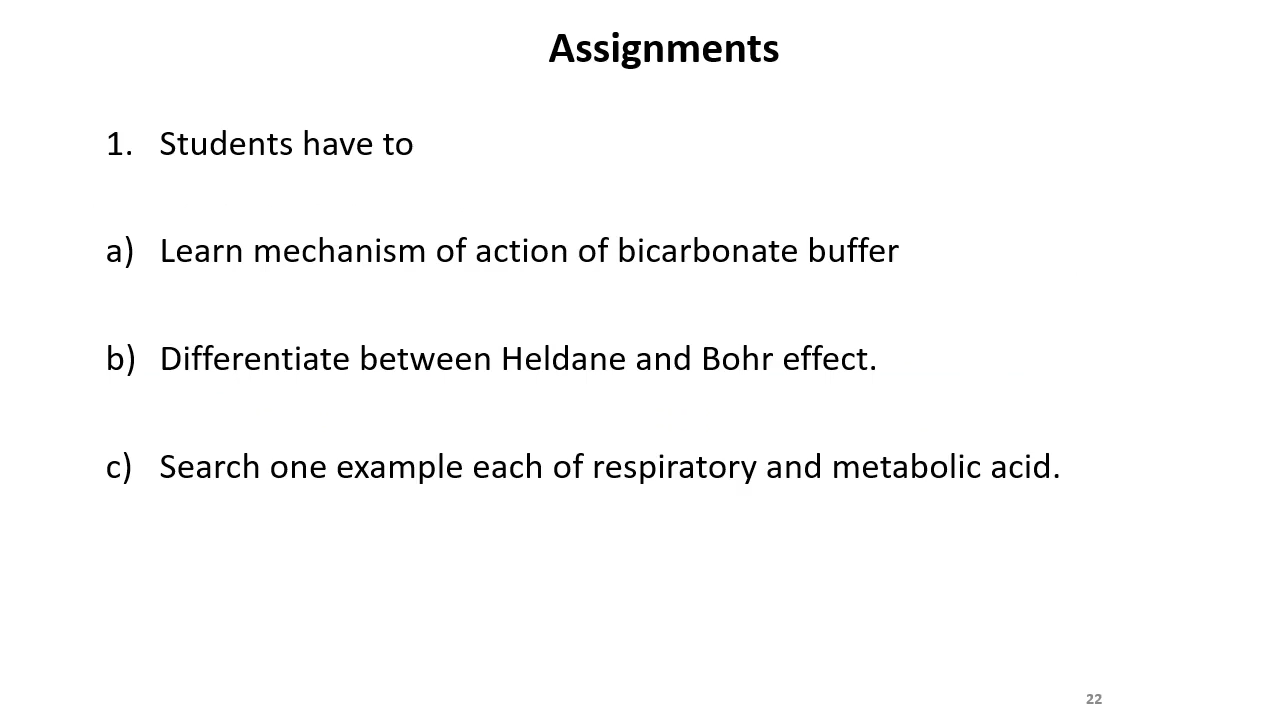 Assignments
1. Students have to
a) Learn mechanism of action of bicarbonate buffer
b) Differentiate between Heldane and Bohr effect.
c) Search one example each of respiratory and metabolic acid.
22